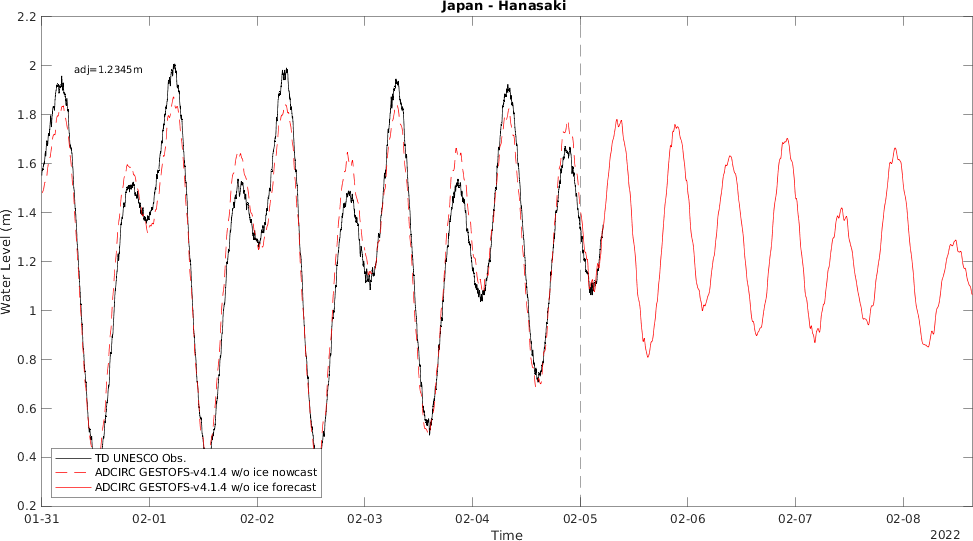 Japan - Hanasaki
2.2
2
1.8
1.6
1.4
1.2
1
0.8
0.6
0.4
0.2
Water Level (m)
adj=1.2345m
TD UNESCO Obs.
ADCIRC GESTOFS-v4.1.4 w/o ice nowcast
ADCIRC GESTOFS-v4.1.4 w/o ice forecast
01-31 02-01 02-02 02-03 02-04 02-05 02-06 02-07 02-08
Time
2022